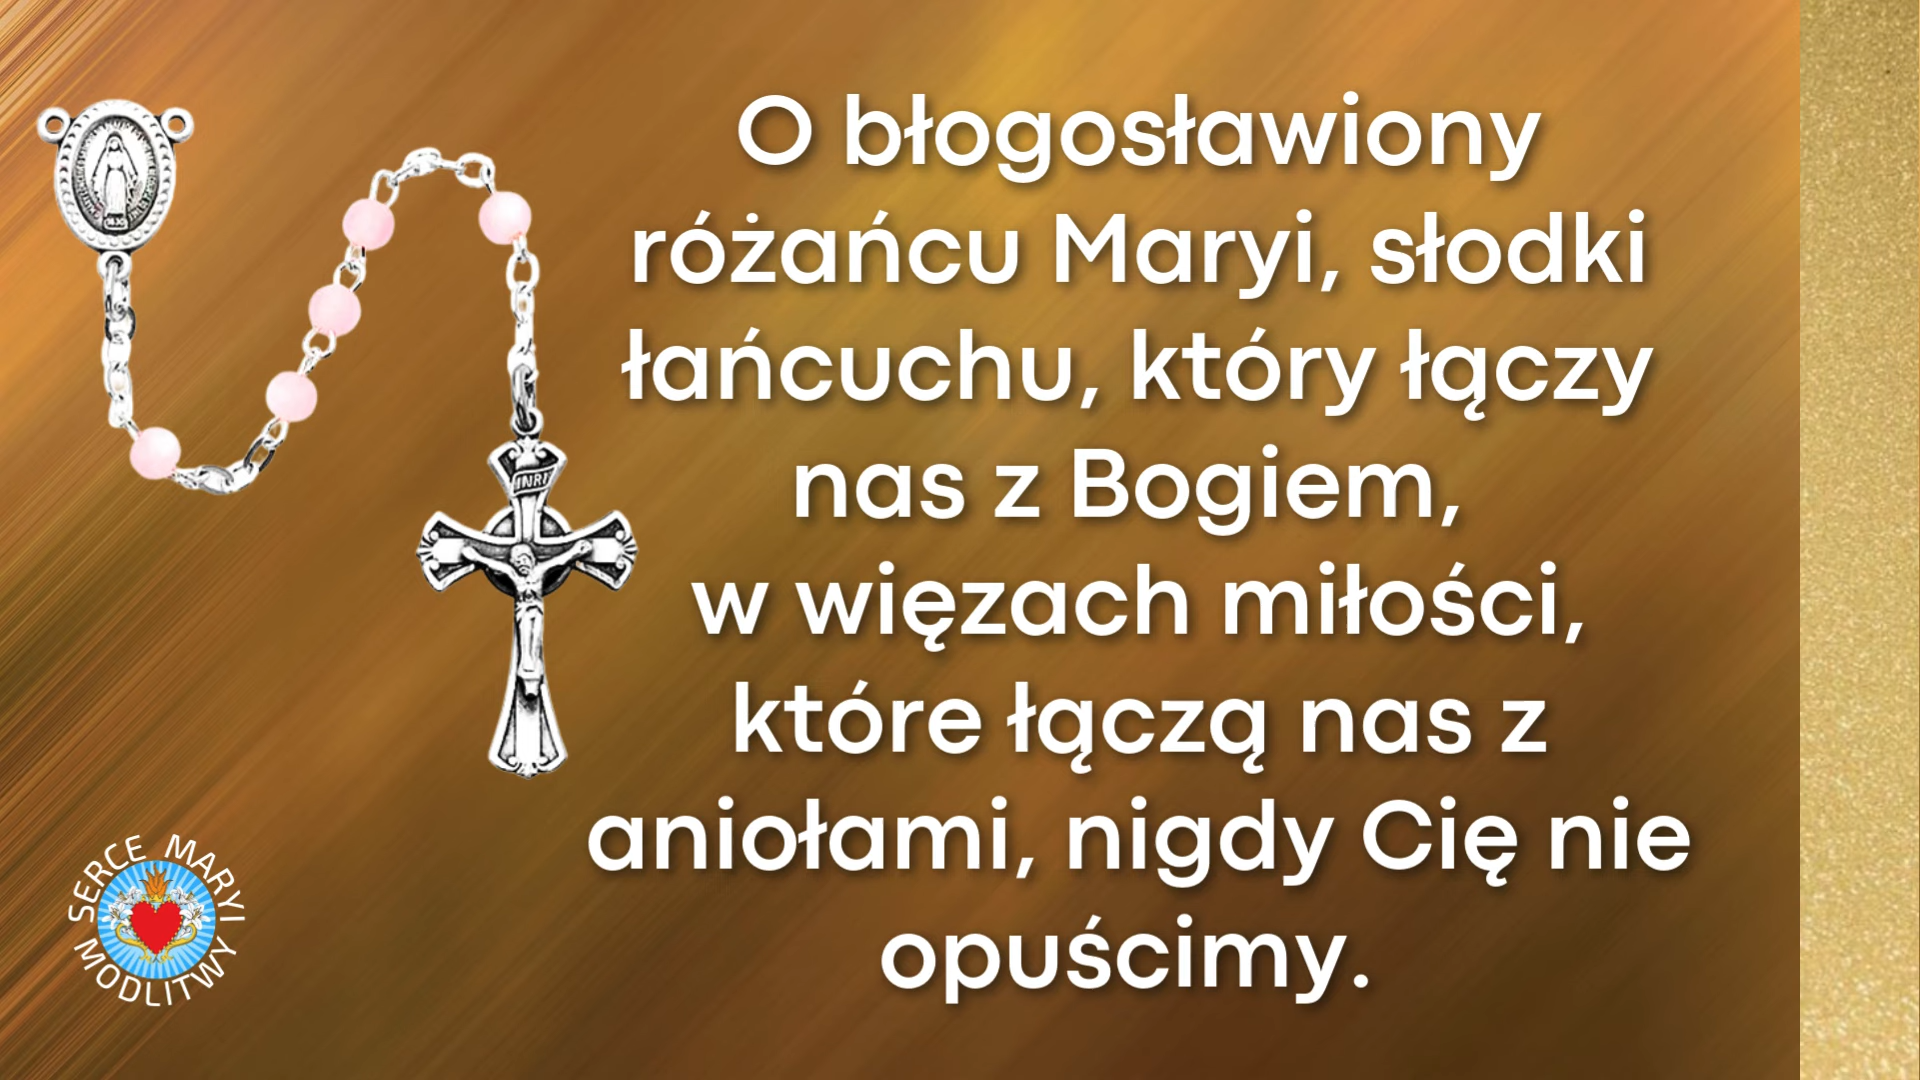 O błogosławiony
różańcu Maryi, słodki
łańcuchu, który łączy
nas z Bogiem,
w więzach miłości,
które łączą nas z
aniołami, nigdy Cię nie
opuścimy.
INRI
SERCE MARYI
MODLITWY